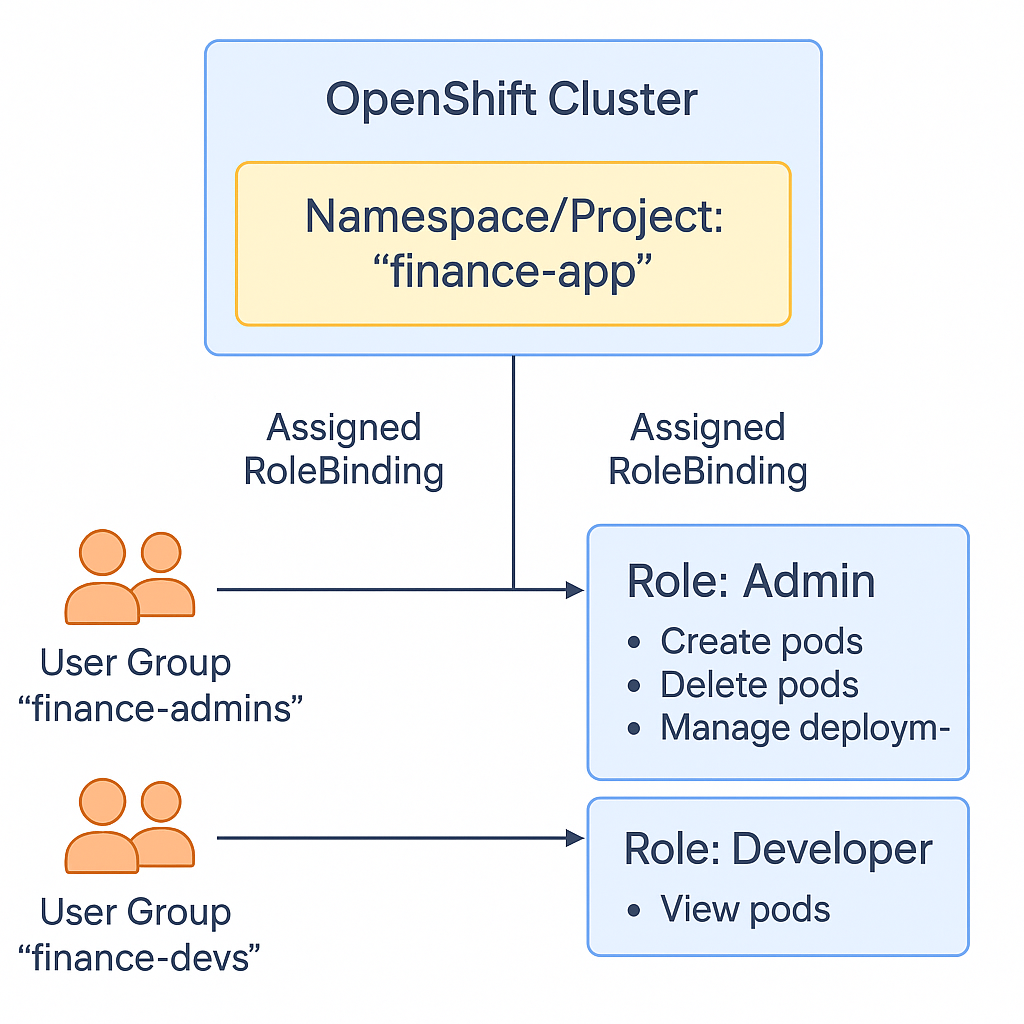 OpenShift Cluster
Namespace/Project:
“finance-app”
Assigned
RoleBinding
Assigned
RoleBinding
User Group
“finance-admins”
Role: Admin
• Create pods
• Delete pods
• Manage deploym-
User Group
“finance-devs”
Role: Developer
• View pods